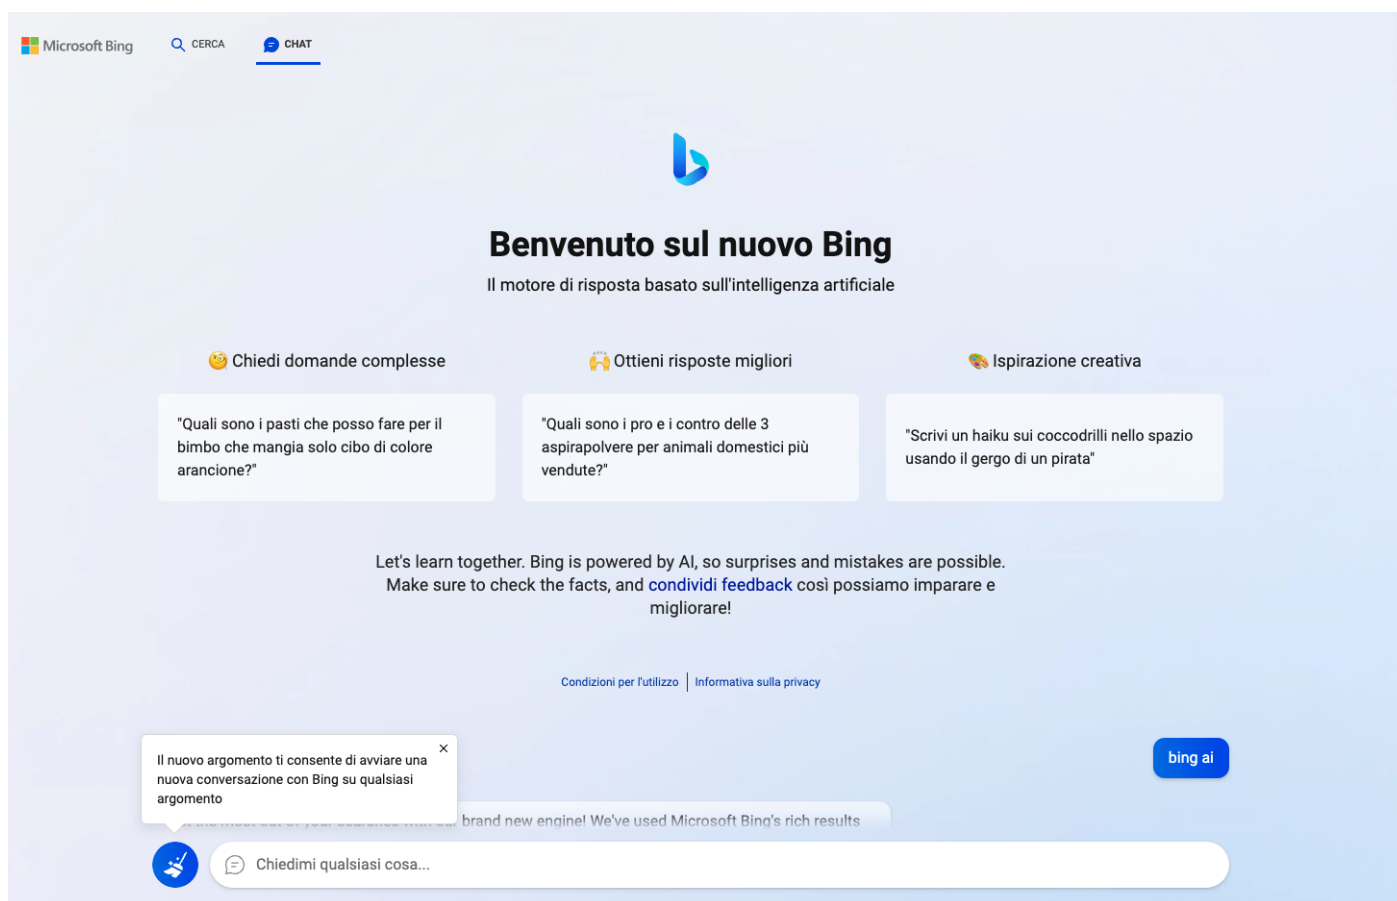 Microsoft Bing
CERCA
CHAT
Benvenuto sul nuovo Bing
Il motore di risposta basato sull'intelligenza artificiale
Chiedi domande complesse
"Quali sono i pasti che posso fare per il
bimbo che mangia solo cibo di colore
arancione?"
Ottieni risposte migliori
"Quali sono i pro e i contro delle 3
aspirapolvere per animali domestici più
vendute?"
Ispirazione creativa
"Scrivi un haiku sui coccodrilli nello spazio
usando il gergo di un pirata"
Let's learn together. Bing is powered by AI, so surprises and mistakes are possible.
Make sure to check the facts, and condividi feedback così possiamo imparare e
migliorare!
Condizioni per l'utilizzo | Informativa sulla privacy
bing ai
Il nuovo argomento ti consente di avviare una
nuova conversazione con Bing su qualsiasi
argomento
brand new engine! We've used Microsoft Bing's rich results
Chiedimi qualsiasi cosa...